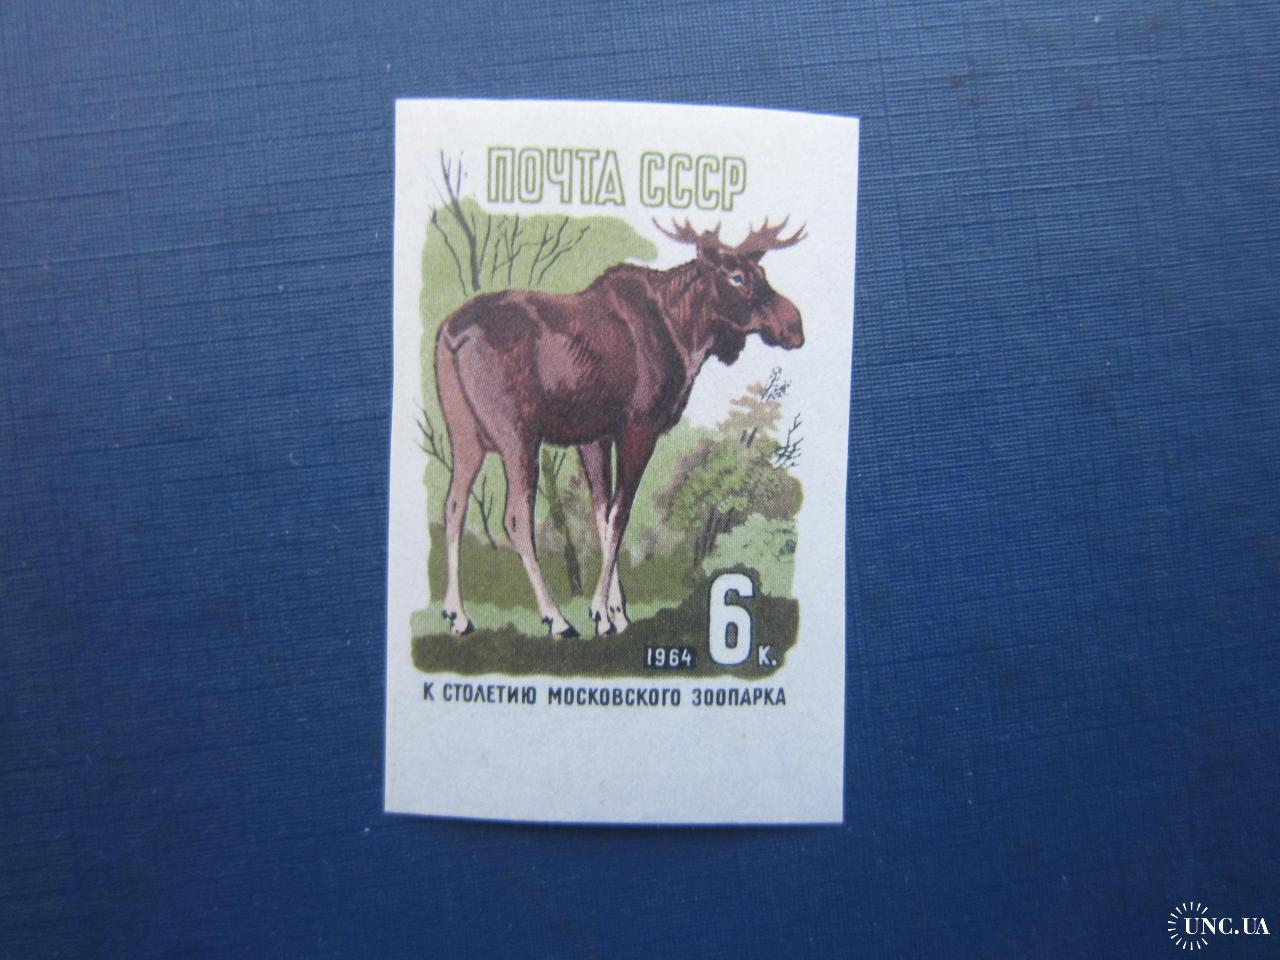 ПОЧТА СССР
1964 6 К.
К СТОЛЕТИЮ МОСКОВСКОГО ЗООПАРКА
UNC.UA